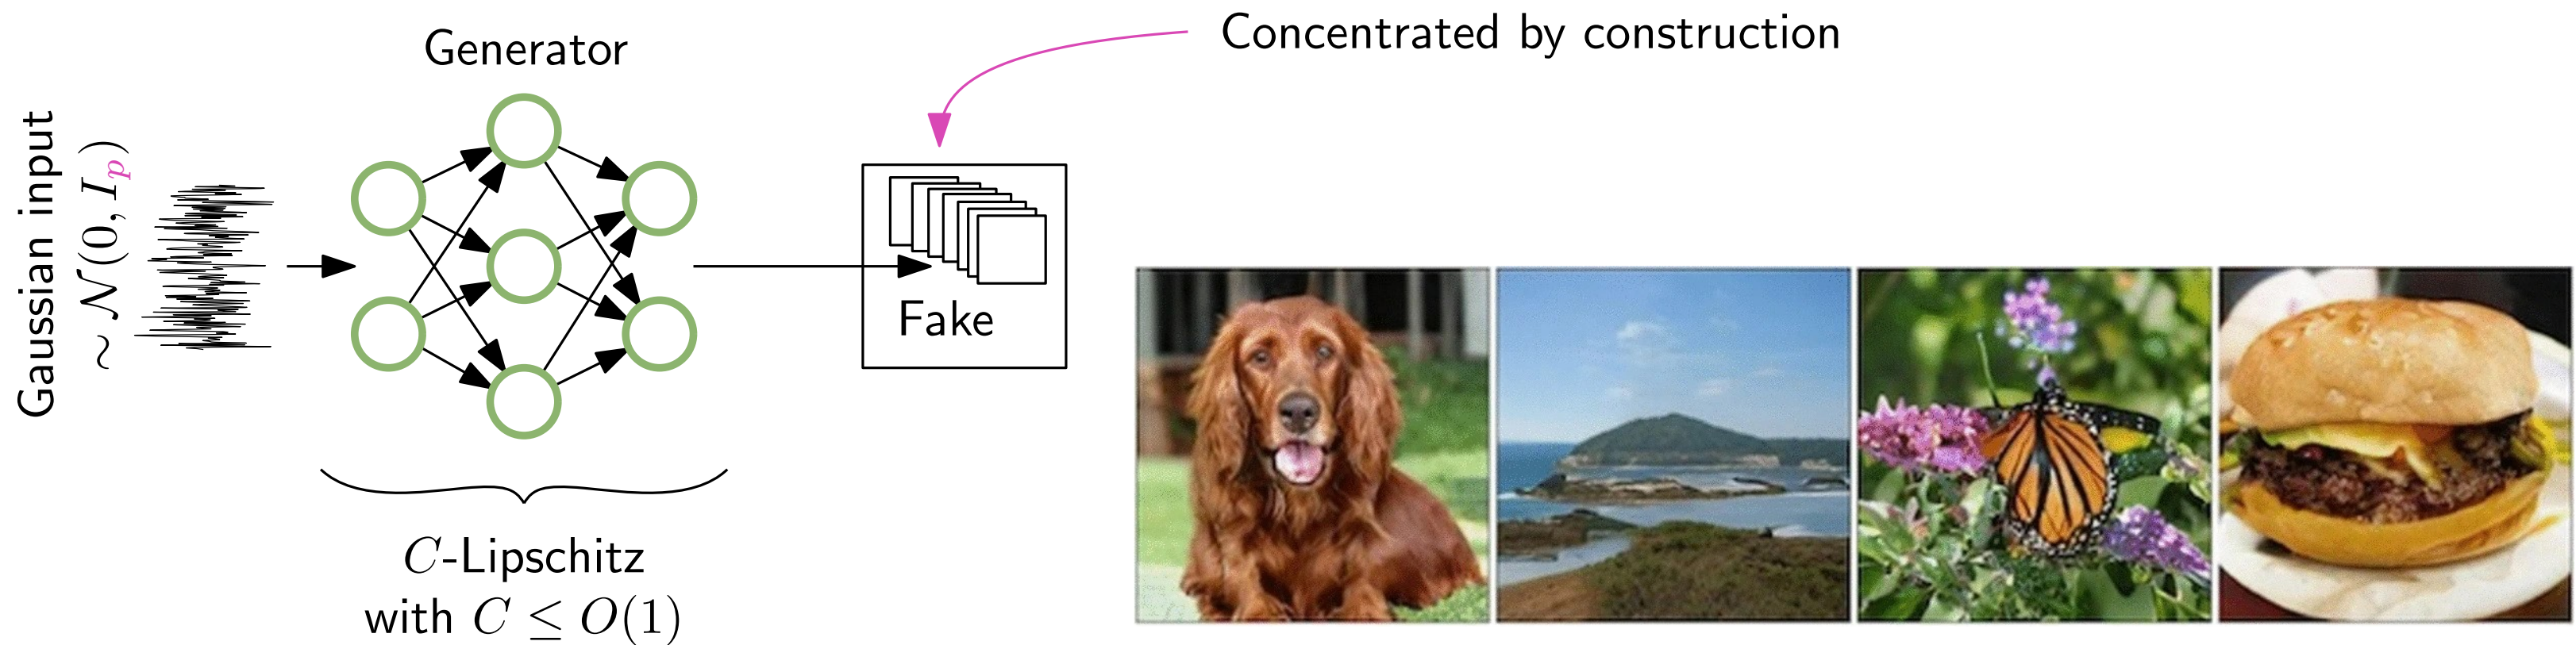 Concentrated by construction
Generator
Gaussian input
∼ 𝒩(0, I_p)
Fake
C-Lipschitz
with C ≤ O(1)